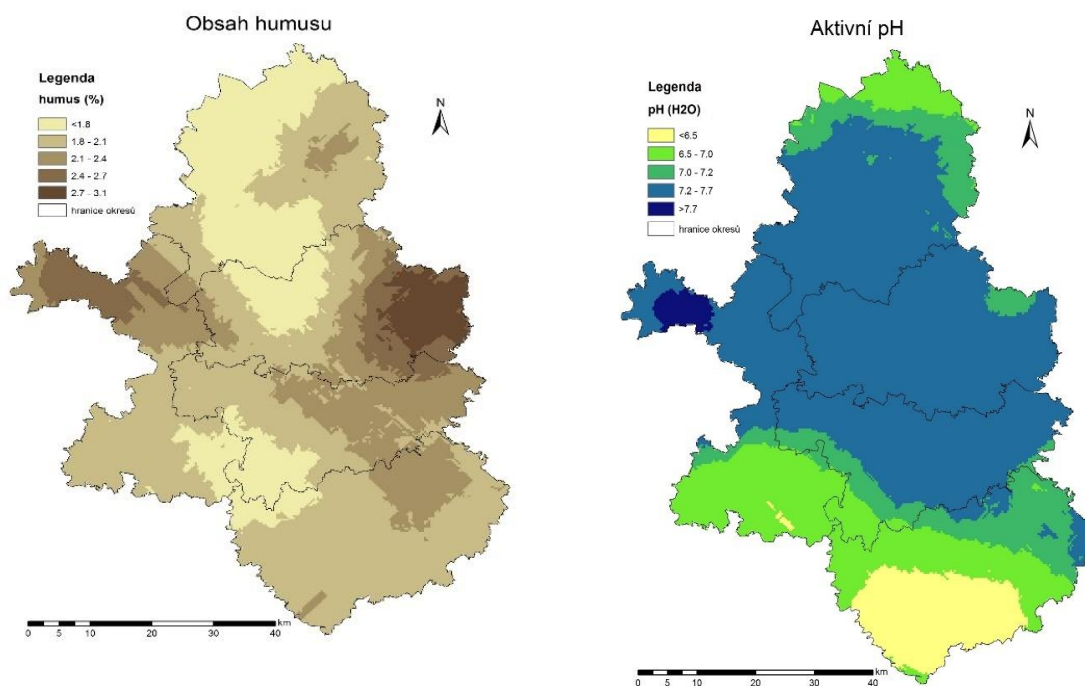 Obsah humusu
Legenda
humus (%)
<1.8
1.8 - 2.1
2.1 - 2.4
2.4 - 2.7
2.7 - 3.1
hranice okresů
N
0 5 10 20 30 40
km
Aktivní pH
Legenda
pH (H2O)
<6.5
6.5 - 7.0
7.0 - 7.2
7.2 - 7.7
>7.7
hranice okresů
N
0 5 10 20 30 40
km